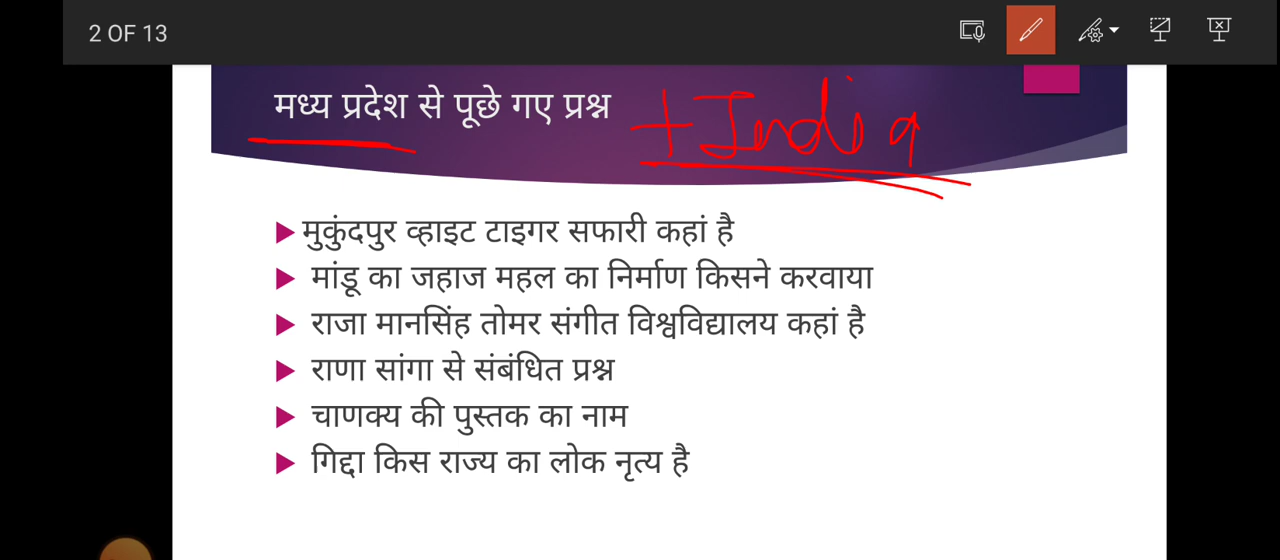 2 OF 13
मध्य प्रदेश से पूछे गए प्रश्न + India
मुकुंदपुर व्हाइट टाइगर सफारी कहां है
मांडू का जहाज महल का निर्माण किसने करवाया
राजा मानसिंह तोमर संगीत विश्वविद्यालय कहां है
राणा सांगा से संबंधित प्रश्न
चाणक्य की पुस्तक का नाम
गिद्दा किस राज्य का लोक नृत्य है